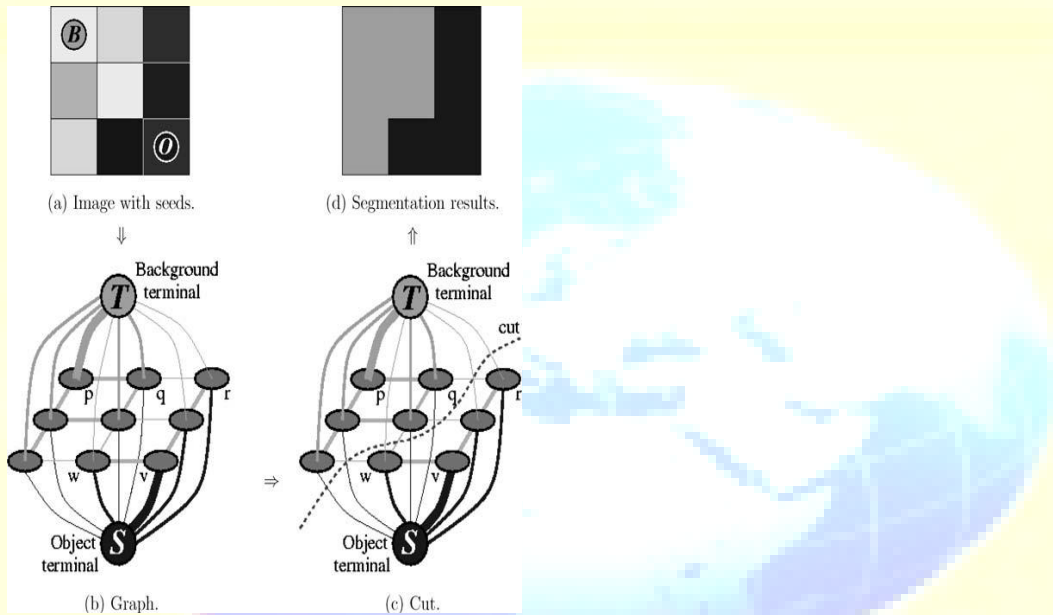 B
O
(a) Image with seeds.
(d) Segmentation results.
⇓
⇑
Background
terminal
T
p
q
r
w
v
S
Object
terminal
(b) Graph.
⇒
Background
terminal
T
cut
p
q
r
w
v
S
Object
terminal
(c) Cut.